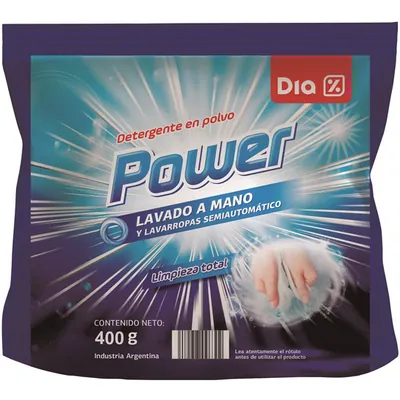 Dia %
Detergente en polvo
Power
LAVADO A MANO
Y LAVARROPAS SEMIAUTOMÁTICO
Limpieza total
CONTENIDO NETO:
400 g
Industria Argentina
Lea atentamente el rótulo
antes de utilizar el producto